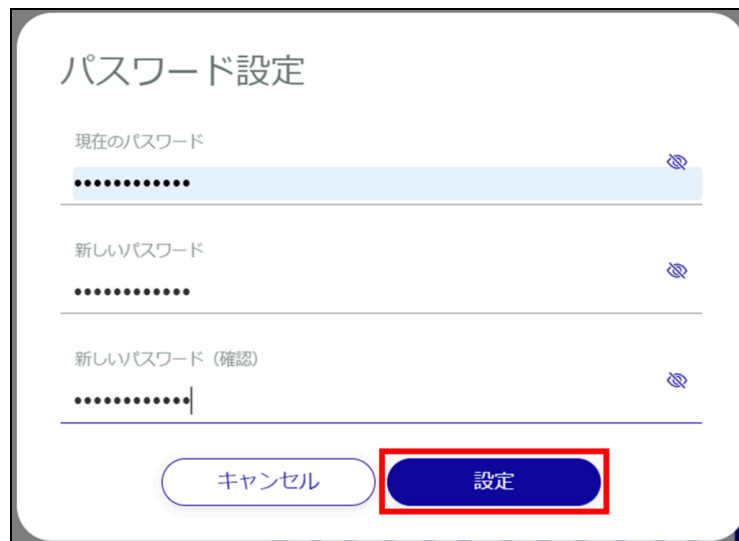 パスワード設定
現在のパスワード
••••••••••••
新しいパスワード
••••••••••••
新しいパスワード（確認）
••••••••••••
キャンセル
設定